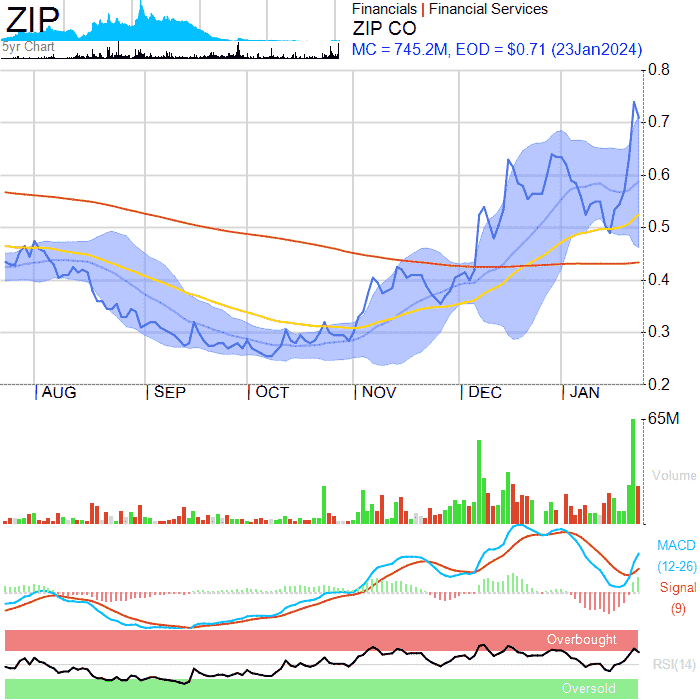 ZIP
5yr Chart
Financials | Financial Services
ZIP CO
MC = 745.2M, EOD = $0.71 (23Jan2024)
0.8
0.7
0.6
0.5
0.4
0.3
0.2
AUG SEP OCT NOV DEC JAN
65M
Volume
MACD
(12-26)
Signal
(9)
Overbought
RSI(14)
Oversold